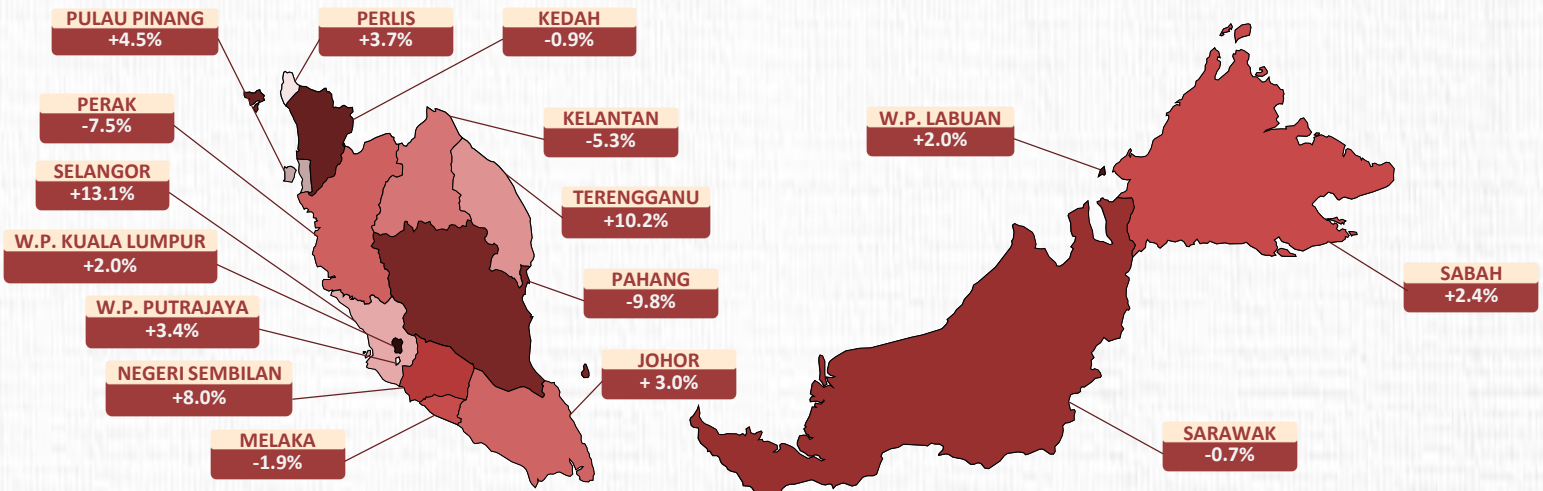 PULAU PINANG
+4.5%
PERLIS
+3.7%
KEDAH
-0.9%
PERAK
-7.5%
KELANTAN
-5.3%
SELANGOR
+13.1%
TERENGGANU
+10.2%
W.P. KUALA LUMPUR
+2.0%
PAHANG
-9.8%
W.P. PUTRAJAYA
+3.4%
NEGERI SEMBILAN
+8.0%
JOHOR
+ 3.0%
MELAKA
-1.9%
W.P. LABUAN
+2.0%
SABAH
+2.4%
SARAWAK
-0.7%